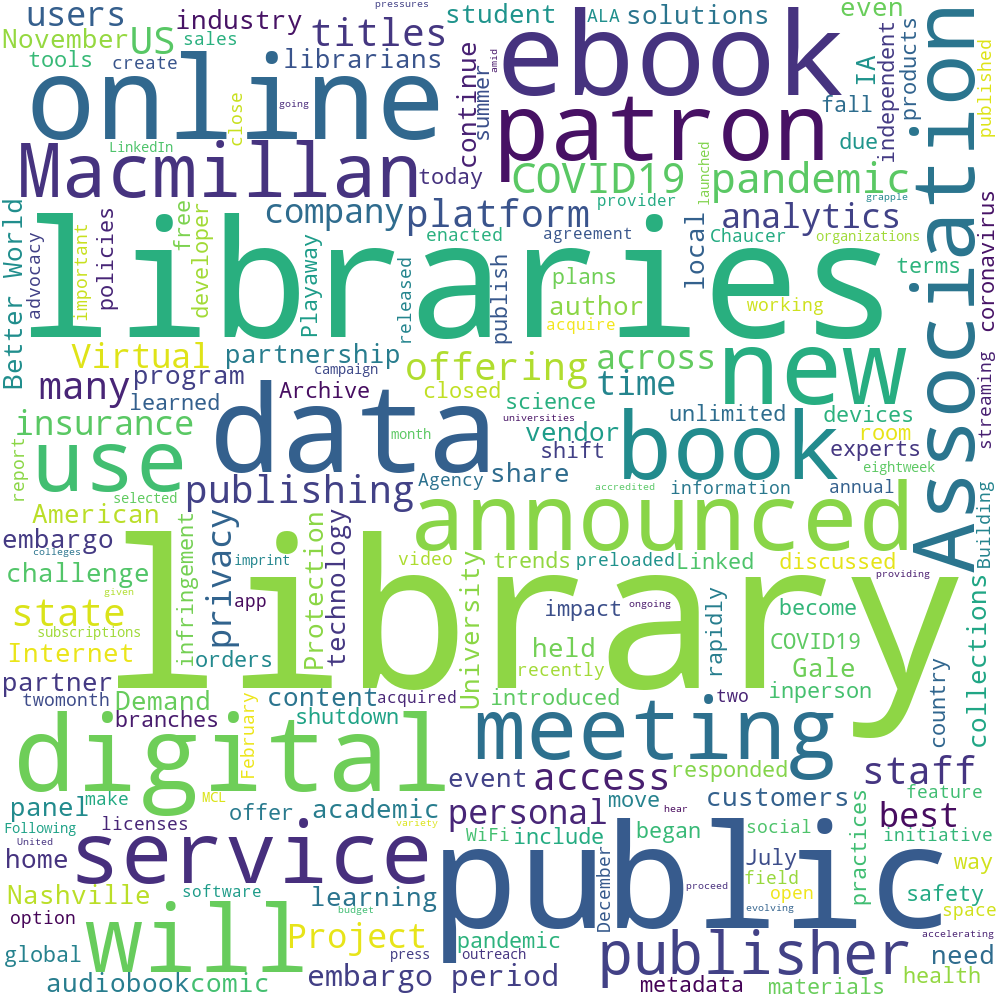 pressures
users
industry
titles
student
ALA
solutions
even
November
US
sales
librarians
tools
create
online
going
ebook
amid
IA
products
published
Association
LinkedIn
close
continue
summer
fall
independent
patron
due
Macmillan
today
COVID19
launched
pandemic
grapple
company
platform
provider
analytics
Better World
advocacy
important
policies
developer
free
Playaway
enacted
agreement
local
Chaucer
organizations
coronavirus
libraries
released
publish
plans
author
acquire
working
terms
Virtual
partnership
offering
across
new
streaming
many
program
campaign
learned
Archive
closed
time
science
universities
unlimited
devices
insurance
data
month
vendor
shift
book
room
experts
eightweek
report
use
selected
publishing
Agency
share
accredited
information
annual
Building
American
announced
embargo
colleges
infringement
privacy
imprint
Protection
technology
video
trends
preloaded
Linked
discussed
providing
challenge
given
library
University
app
impact
ongoing
rapidly
become
collections
state
subscriptions
Internet
orders
held
recently
COVID19
Gale
inperson
country
partner
twomonth
Demand
February
content
acquired
introduced
two
branches
shutdown
digital
meeting
event
access
responded
staff
feature
panel
make
MCL
offer
academic
personal
move
hear
customers
practices
best
Following
United
licenses
variety
WiFi
include
began
social
initiative
home
service
public
July
way
field
Nashville
software
learning
December
proceed
open
safety
space
option
budget
evolving
will
Project
pandemic
publisher
accelerating
global
press
outreach
need
audiobook
comic
embargo
period
metadata
materials
health